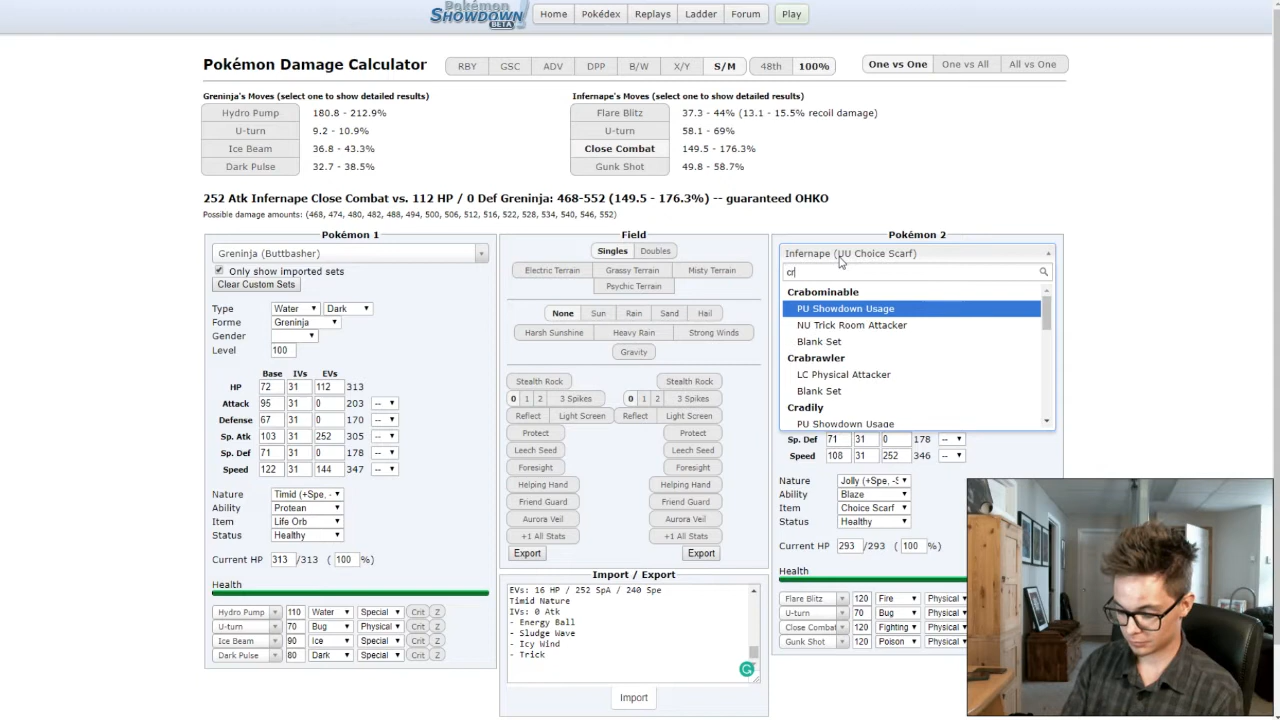 Pokémon
SHOWDOWN
BETA
Home Pokédex Replays Ladder Forum Play
Pokémon Damage Calculator
RBY GSC ADV DPP B/W X/Y S/M 48th 100% One vs One One vs All All vs One
Greninja's Moves (select one to show detailed results)
Hydro Pump 180.8 - 212.9%
U-turn 9.2 - 10.9%
Ice Beam 36.8 - 43.3%
Dark Pulse 32.7 - 38.5%
Infernape's Moves (select one to show detailed results)
Flare Blitz 37.3 - 44% (13.1 - 15.5% recoil damage)
U-turn 58.1 - 69%
Close Combat 149.5 - 176.3%
Gunk Shot 49.8 - 58.7%
252 Atk Infernape Close Combat vs. 112 HP / 0 Def Greninja: 468-552 (149.5 - 176.3%) -- guaranteed OHKO
Possible damage amounts: (468, 474, 480, 482, 488, 494, 500, 506, 512, 516, 522, 528, 534, 540, 546, 552)
Pokémon 1
Greninja (Buttbasher)
Only show imported sets
Clear Custom Sets
Type Water Dark
Forme Greninja
Gender
Level 100
Base IVs EVs
HP 72 31 112 313
Attack 95 31 0 203 --
Defense 67 31 0 170 --
Sp. Atk 103 31 252 305 --
Sp. Def 71 31 0 178 --
Speed 122 31 144 347 --
Nature Timid (+Spe, -
Ability Protean
Item Life Orb
Status Healthy
Current HP 313 /313 ( 100 %)
Health
Hydro Pump 110 Water Special Crit Z
U-turn 70 Bug Physical Crit Z
Ice Beam 90 Ice Special Crit Z
Dark Pulse 80 Dark Special Crit Z
Field
Singles Doubles
Electric Terrain Grassy Terrain Misty Terrain
Psychic Terrain
None Sun Rain Sand Hail
Harsh Sunshine Heavy Rain Strong Winds
Gravity
Stealth Rock Stealth Rock
0 1 2 3 Spikes 0 1 2 3 Spikes
Reflect Light Screen Reflect Light Screen
Protect Protect
Leech Seed Leech Seed
Foresight Foresight
Helping Hand Helping Hand
Friend Guard Friend Guard
Aurora Veil Aurora Veil
+1 All Stats +1 All Stats
Export Export
Import / Export
EVs: 16 HP / 252 SpA / 240 Spe
Timid Nature
IVs: 0 Atk
- Energy Ball
- Sludge Wave
- Icy Wind
- Trick
Import
Pokémon 2
Infernape (UU Choice Scarf)
cr
Crabominable
PU Showdown Usage
NU Trick Room Attacker
Blank Set
Crabrawler
LC Physical Attacker
Blank Set
Cradily
PU Showdown Usage
Sp. Def 71 31 0 178 --
Speed 108 31 252 346 --
Nature Jolly (+Spe, -S
Ability Blaze
Item Choice Scarf
Status Healthy
Current HP 293 /293 ( 100 %)
Health
Flare Blitz 120 Fire Physical
U-turn 70 Bug Physical
Close Combat 120 Fighting Physical
Gunk Shot 120 Poison Physical